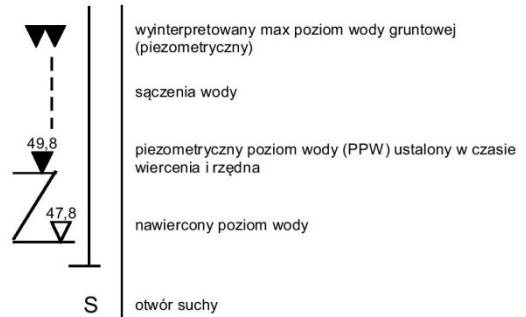 wyinterpretowany max poziom wody gruntowej
(piezometryczny)
sączenia wody
49,8
piezometryczny poziom wody (PPW) ustalony w czasie
wiercenia i rzędna
47,8
nawiercony poziom wody
S
otwór suchy